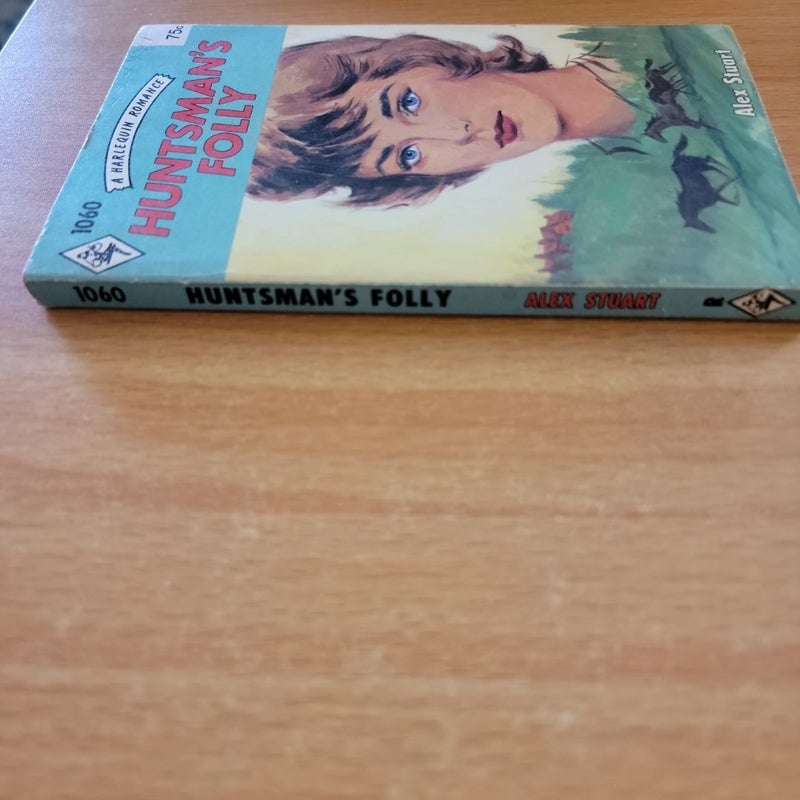 75c
A HARLEQUIN ROMANCE
HUNTSMAN'S
FOLLY
1060
Alex Stuart
1060 HUNTSMAN'S FOLLY ALEX STUART R